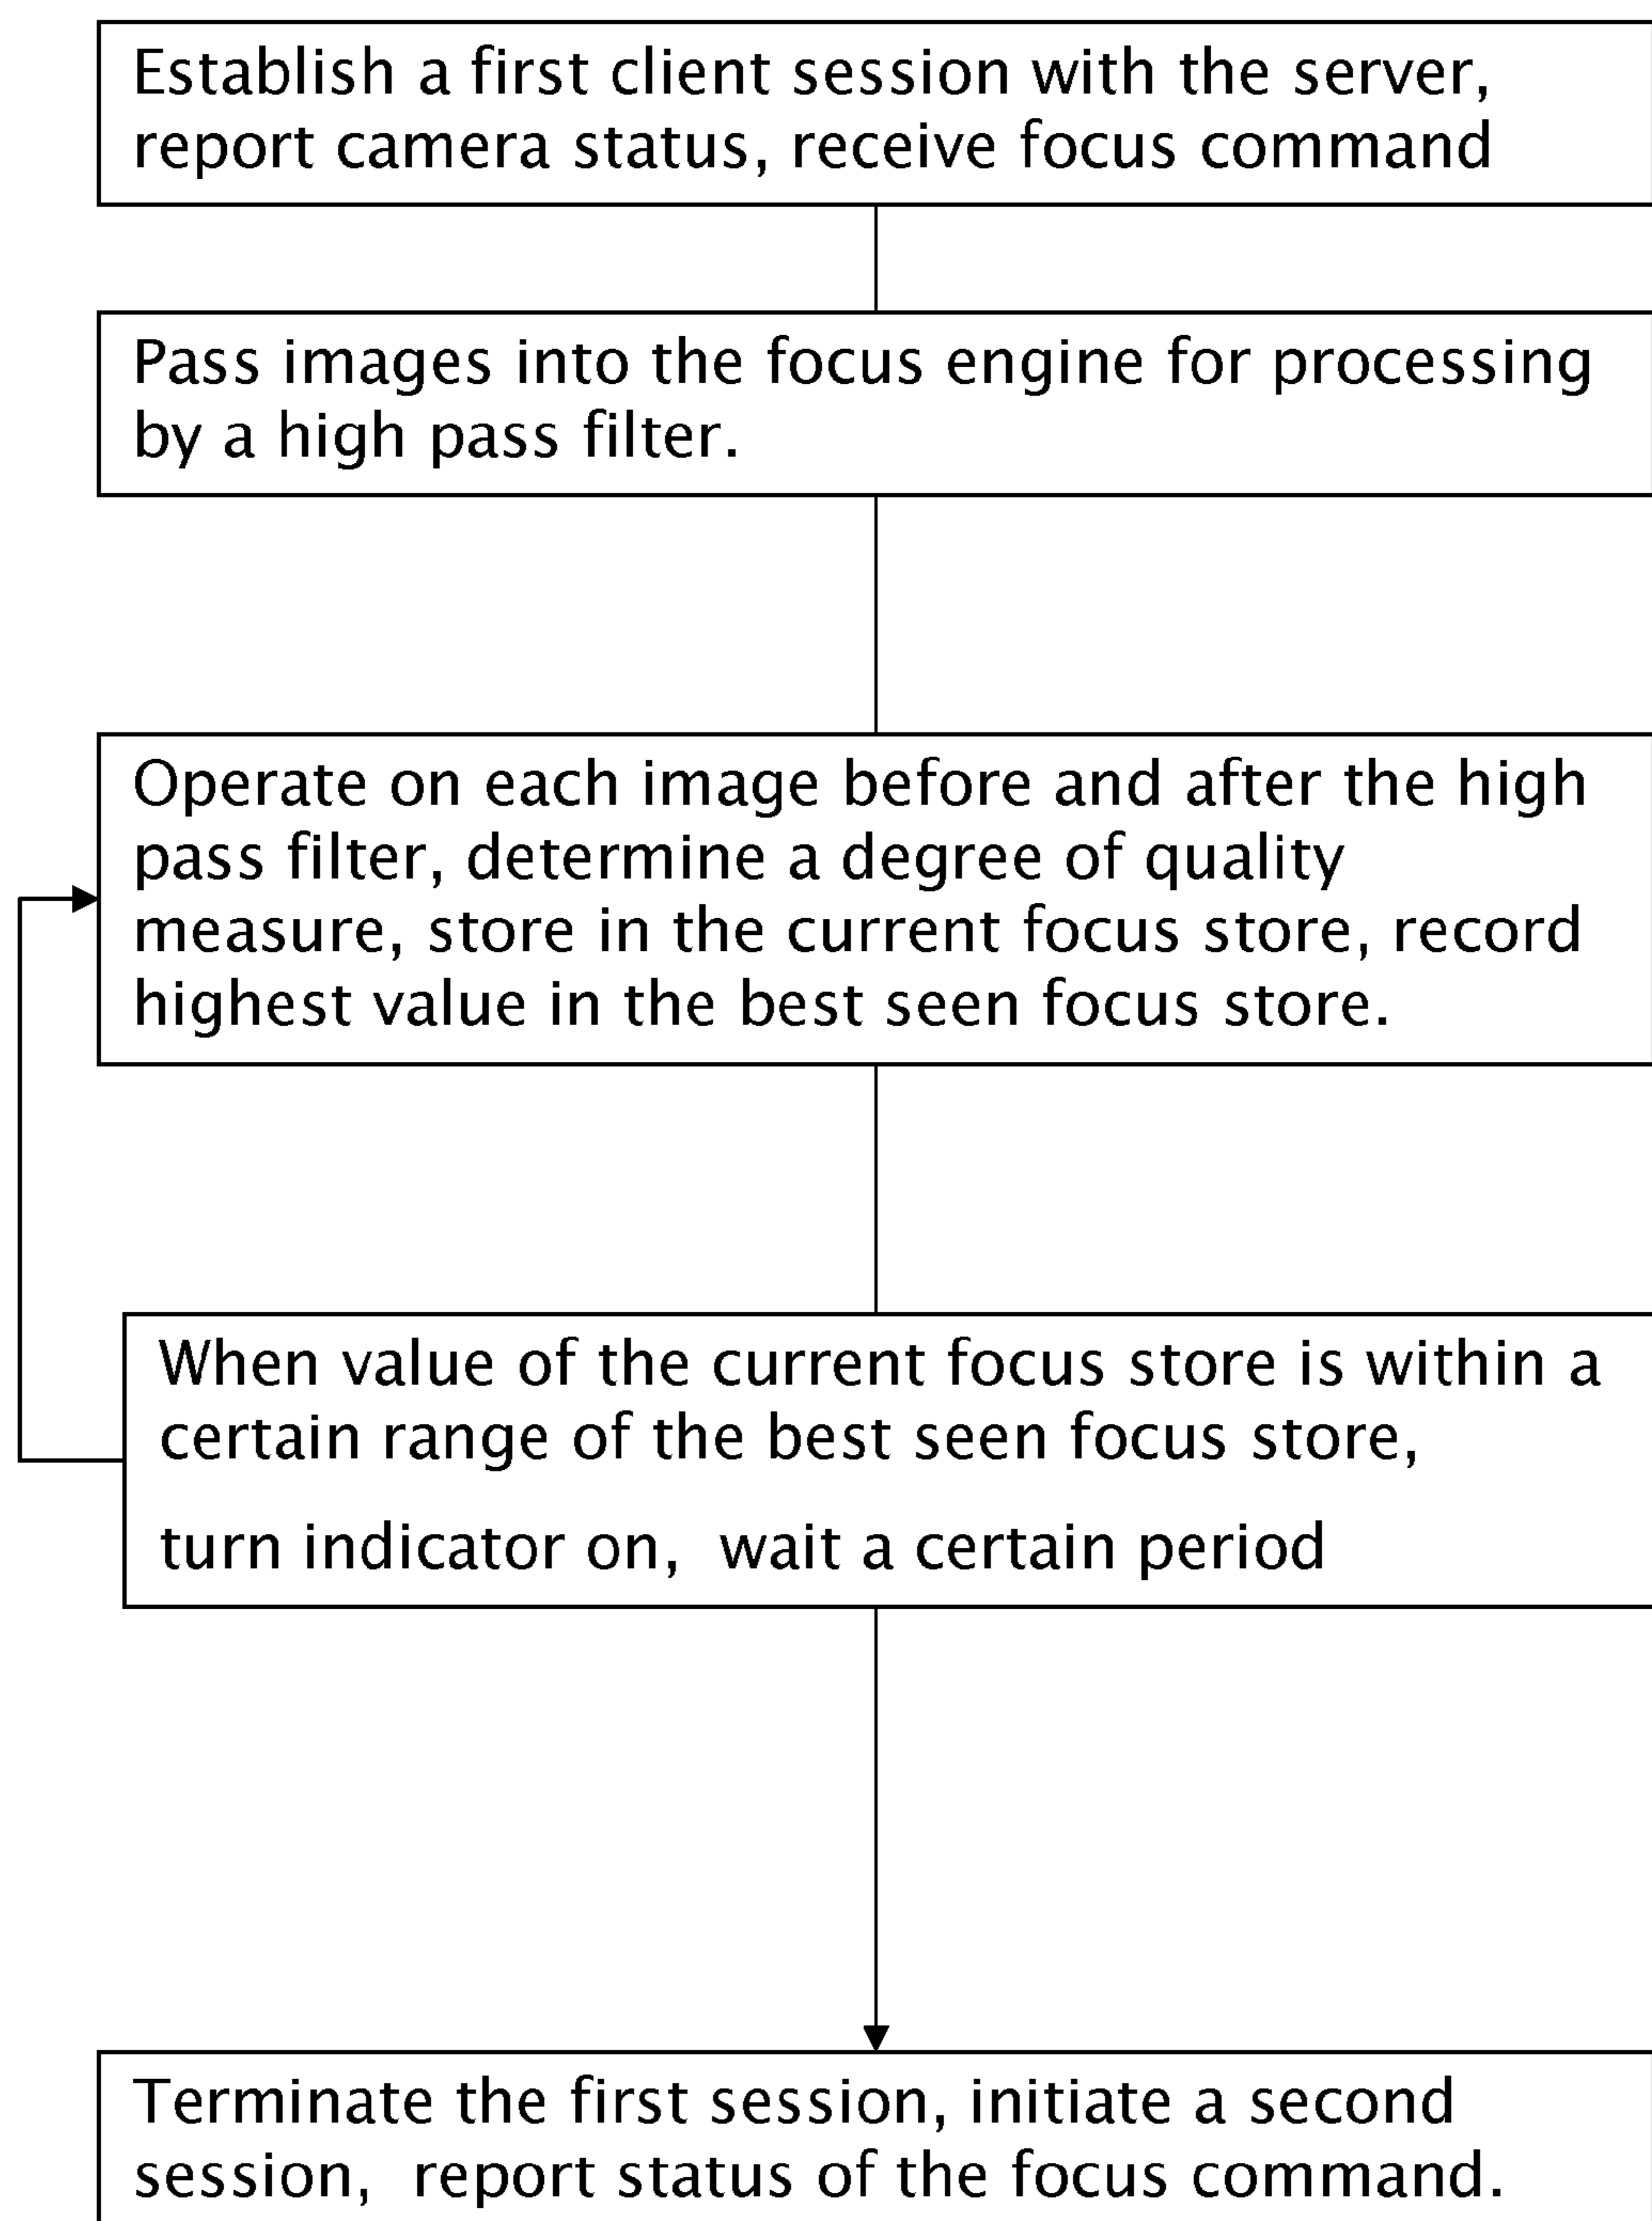 Establish a first client session with the server,
report camera status, receive focus command
Pass images into the focus engine for processing
by a high pass filter.
Operate on each image before and after the high
pass filter, determine a degree of quality
measure, store in the current focus store, record
highest value in the best seen focus store.
When value of the current focus store is within a
certain range of the best seen focus store,
turn indicator on, wait a certain period
Terminate the first session, initiate a second
session, report status of the focus command.